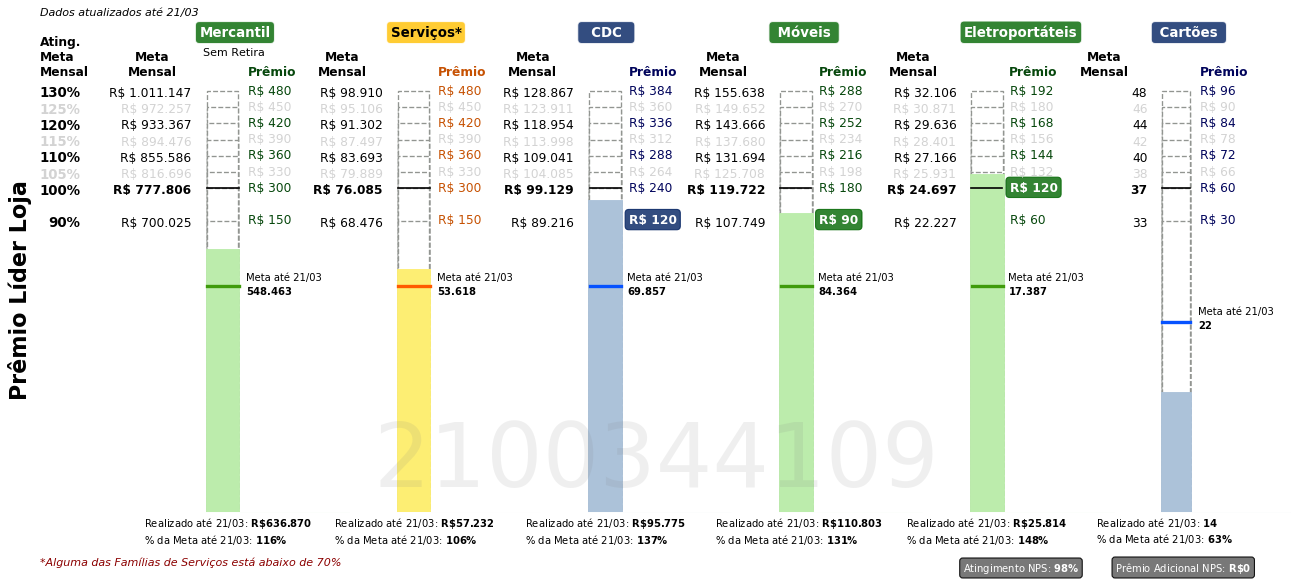 Dados atualizados até 21/03
Mercantil Serviços* CDC Móveis Eletroportáteis Cartões
Sem Retira
Ating. Meta Mensal
Meta Mensal Prêmio Meta Mensal Prêmio Meta Mensal Prêmio Meta Mensal Prêmio Meta Mensal Prêmio Meta Mensal Prêmio
130% R$ 1.011.147 R$ 480 R$ 98.910 R$ 480 R$ 128.867 R$ 384 R$ 155.638 R$ 288 R$ 32.106 R$ 192 48 R$ 96
125% R$ 972.257 R$ 450 R$ 95.106 R$ 450 R$ 123.911 R$ 360 R$ 149.652 R$ 270 R$ 30.871 R$ 180 46 R$ 90
120% R$ 933.367 R$ 420 R$ 91.302 R$ 420 R$ 118.954 R$ 336 R$ 143.666 R$ 252 R$ 29.636 R$ 168 44 R$ 84
115% R$ 894.476 R$ 390 R$ 87.497 R$ 390 R$ 113.998 R$ 312 R$ 137.680 R$ 234 R$ 28.401 R$ 156 42 R$ 78
110% R$ 855.586 R$ 360 R$ 83.693 R$ 360 R$ 109.041 R$ 288 R$ 131.694 R$ 216 R$ 27.166 R$ 144 40 R$ 72
105% R$ 816.696 R$ 330 R$ 79.889 R$ 330 R$ 104.085 R$ 264 R$ 125.708 R$ 198 R$ 25.931 R$ 132 38 R$ 66
100% R$ 777.806 R$ 300 R$ 76.085 R$ 300 R$ 99.129 R$ 240 R$ 119.722 R$ 180 R$ 24.697 R$ 120 37 R$ 60
90% R$ 700.025 R$ 150 R$ 68.476 R$ 150 R$ 89.216 R$ 120 R$ 107.749 R$ 90 R$ 22.227 R$ 60 33 R$ 30
Prêmio Líder Loja
Meta até 21/03 Meta até 21/03 Meta até 21/03 Meta até 21/03 Meta até 21/03
548.463 53.618 69.857 84.364 17.387
Meta até 21/03
22
2100344109
Realizado até 21/03: R$636.870 Realizado até 21/03: R$57.232 Realizado até 21/03: R$95.775 Realizado até 21/03: R$110.803 Realizado até 21/03: R$25.814 Realizado até 21/03: 14
% da Meta até 21/03: 116% % da Meta até 21/03: 106% % da Meta até 21/03: 137% % da Meta até 21/03: 131% % da Meta até 21/03: 148% % da Meta até 21/03: 63%
*Alguma das Famílias de Serviços está abaixo de 70%
Atingimento NPS: 98% Prêmio Adicional NPS: R$0